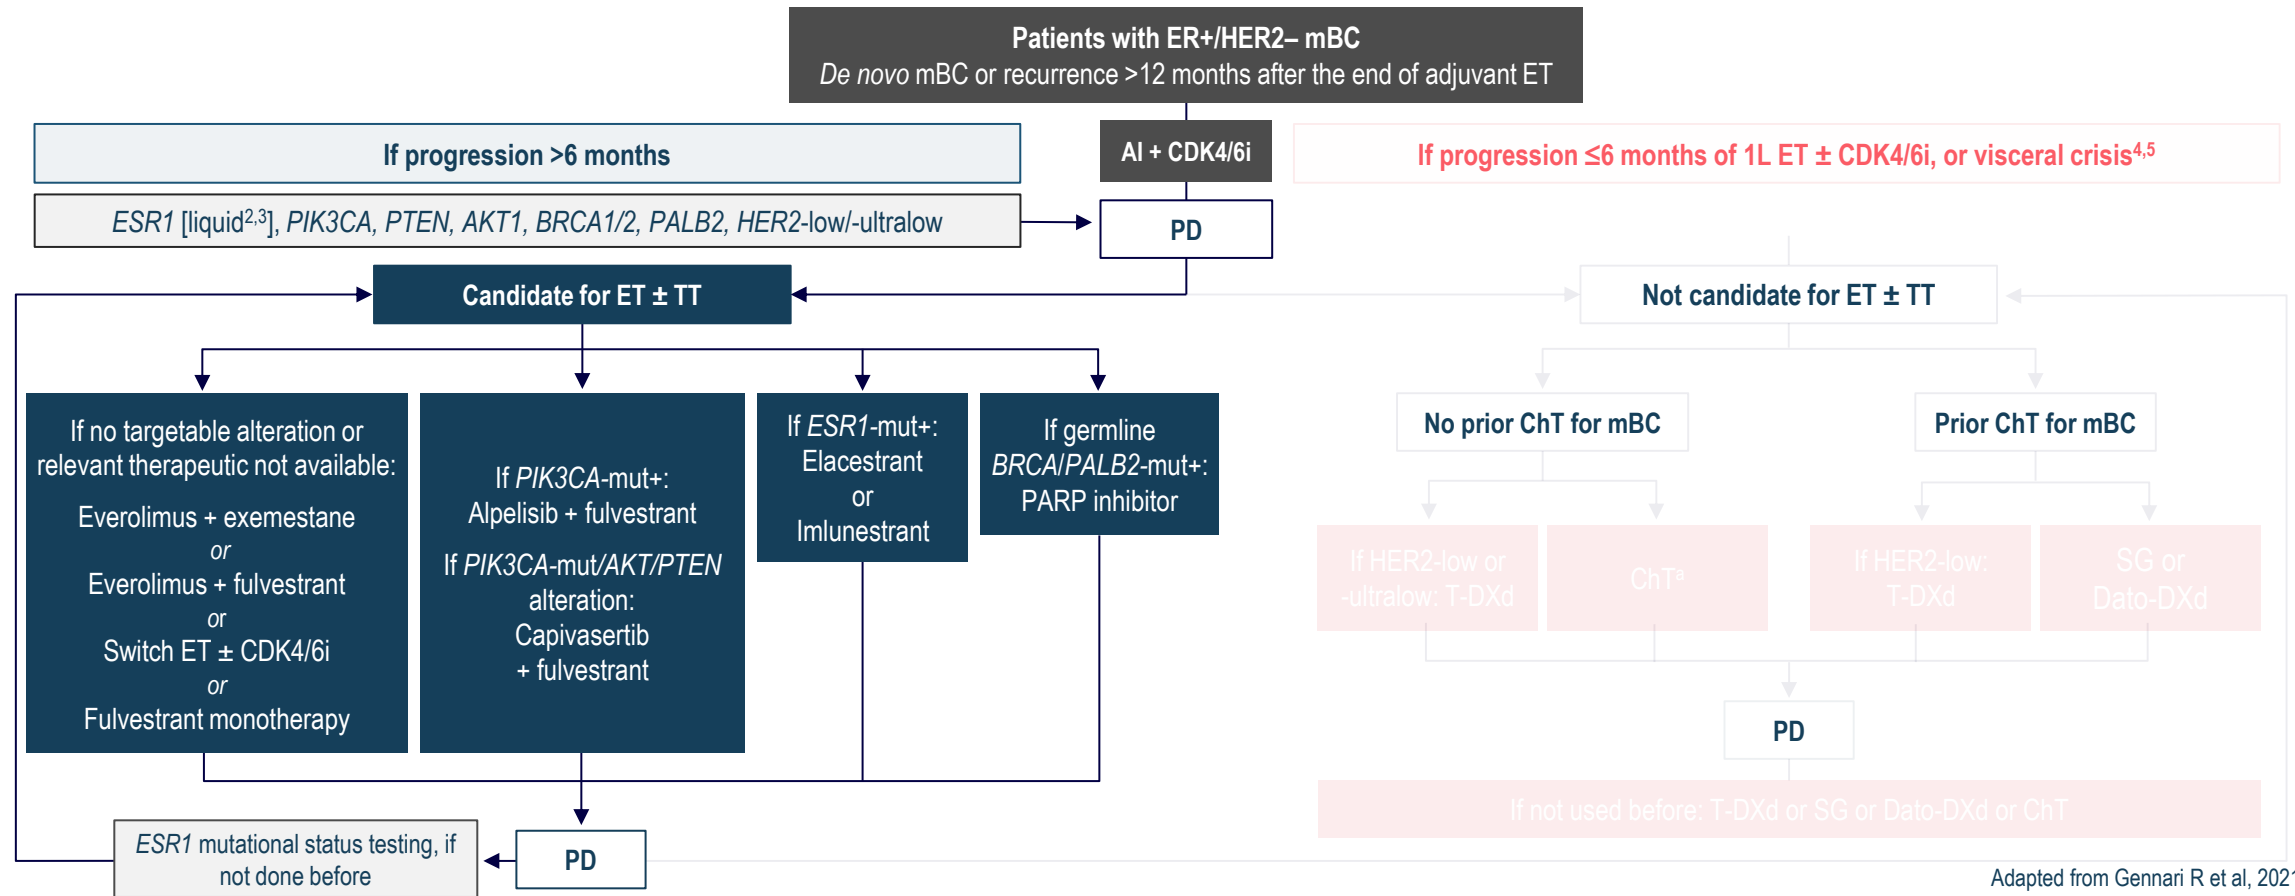 Patients with ER+/HER2– mBC
De novo mBC or recurrence >12 months after the end of adjuvant ET
If progression >6 months
AI + CDK4/6i
If progression ≤6 months of 1L ET ± CDK4/6i, or visceral crisis4,5
ESR1 [liquid2,3], PIK3CA, PTEN, AKT1, BRCA1/2, PALB2, HER2-low/-ultralow
PD
Candidate for ET ± TT
Not candidate for ET ± TT
If no targetable alteration or
relevant therapeutic not available:
Everolimus + exemestane
or
Everolimus + fulvestrant
or
Switch ET ± CDK4/6i
or
Fulvestrant monotherapy
If PIK3CA-mut+:
Alpelisib + fulvestrant
If PIK3CA-mut/AKT/PTEN
alteration:
Capivasertib
+ fulvestrant
If ESR1-mut+:
Elacestrant
or
Imlunestrant
If germline
BRCA/PALB2-mut+:
PARP inhibitor
No prior ChT for mBC
Prior ChT for mBC
If HER2-low or
-ultralow: T-DXd
ChTa
If HER2-low:
T-DXd
SG or
Dato-DXd
PD
If not used before: T-DXd or SG or Dato-DXd or ChT
ESR1 mutational status testing, if
not done before
PD
Adapted from Gennari R et al, 2021